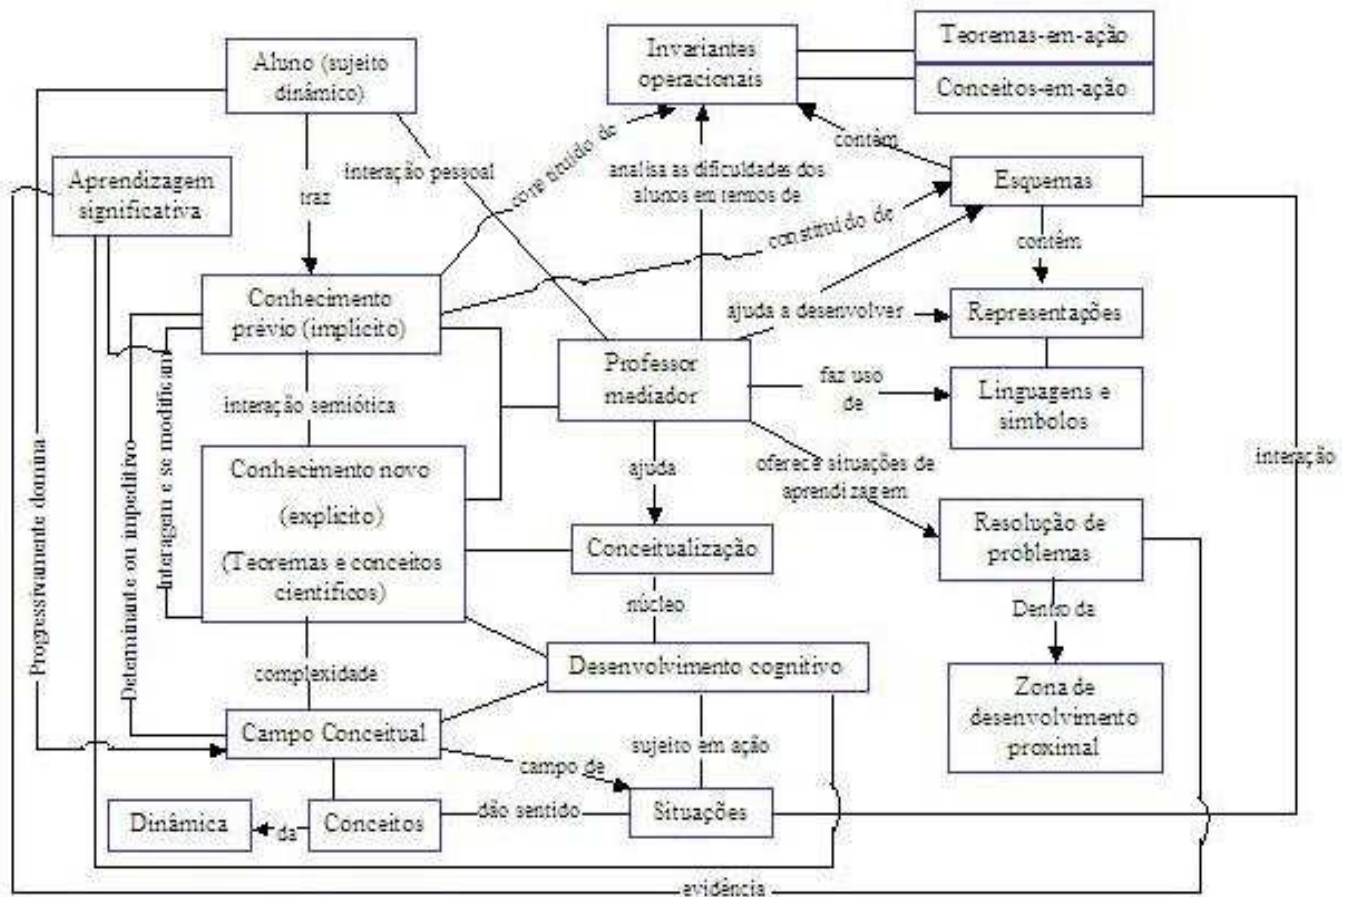 Aluno (sujeito
dinâmico)
Invariantes
operacionais
Teoremas-em-ação
Conceitos-em-ação
contém
Aprendizagem
significativa
interação pessoal
traz
analisa as dificuldades dos
alunos em termos de
Esquemas
constituído de
contém
Conhecimento
prévio (implícito)
ajuda a desenvolver
Representações
Professor
mediador
faz uso
de
Linguagens e
símbolos
interação semiótica
interação
Conhecimento novo
(explícito)
(Teoremas e conceitos
científicos)
ajuda
oferece situações de
aprendizagem
Resolução de
problemas
Conceitualização
núcleo
Dentro da
Progressivamente domina
Determinante ou impeditivo
Interagem e se modificam
complexidade
Desenvolvimento cognitivo
Zona de
desenvolvimento
proximal
Campo Conceitual
sujeito em ação
campo de
dão sentido
Situações
Dinâmica
da
Conceitos
evidência